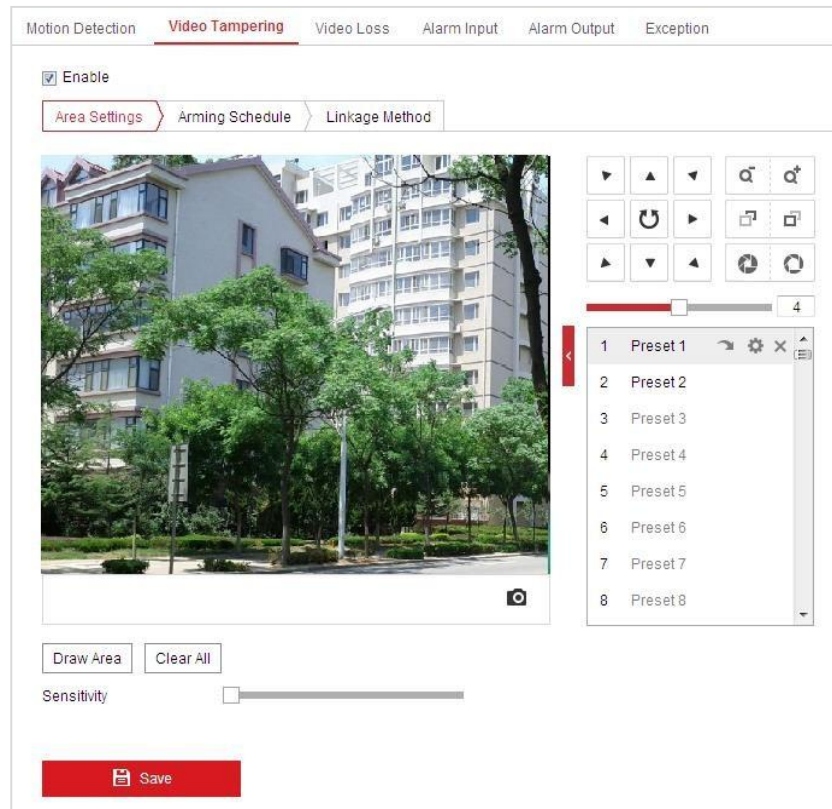 Motion Detection Video Tampering Video Loss Alarm Input Alarm Output Exception
Enable
Area Settings Arming Schedule Linkage Method
4
1 Preset 1
2 Preset 2
3 Preset 3
4 Preset 4
5 Preset 5
6 Preset 6
7 Preset 7
8 Preset 8
Draw Area Clear All
Sensitivity
Save